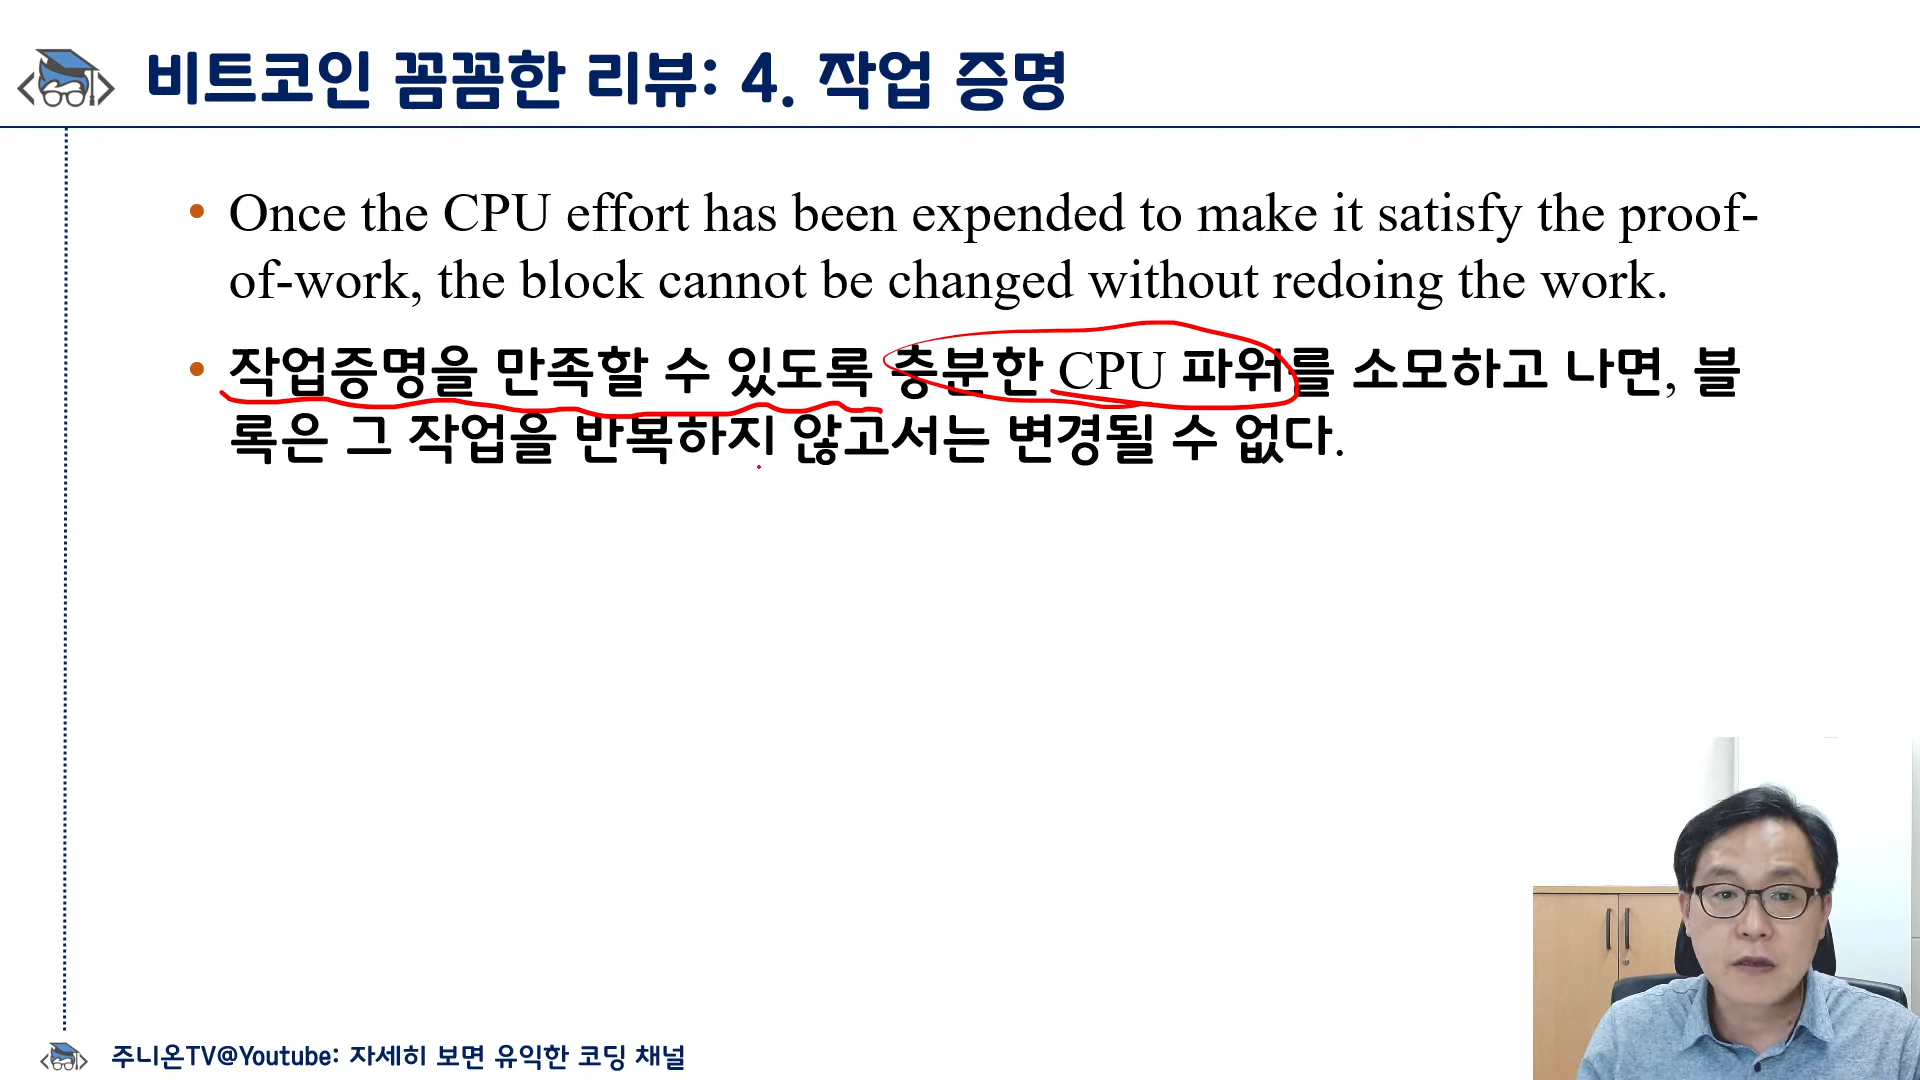 비트코인 꼼꼼한 리뷰: 4. 작업 증명
• Once the CPU effort has been expended to make it satisfy the proof-
of-work, the block cannot be changed without redoing the work.
• 작업증명을 만족할 수 있도록 충분한 CPU 파워를 소모하고 나면, 블
록은 그 작업을 반복하지 않고서는 변경될 수 없다.
주니온TV@Youtube: 자세히 보면 유익한 코딩 채널